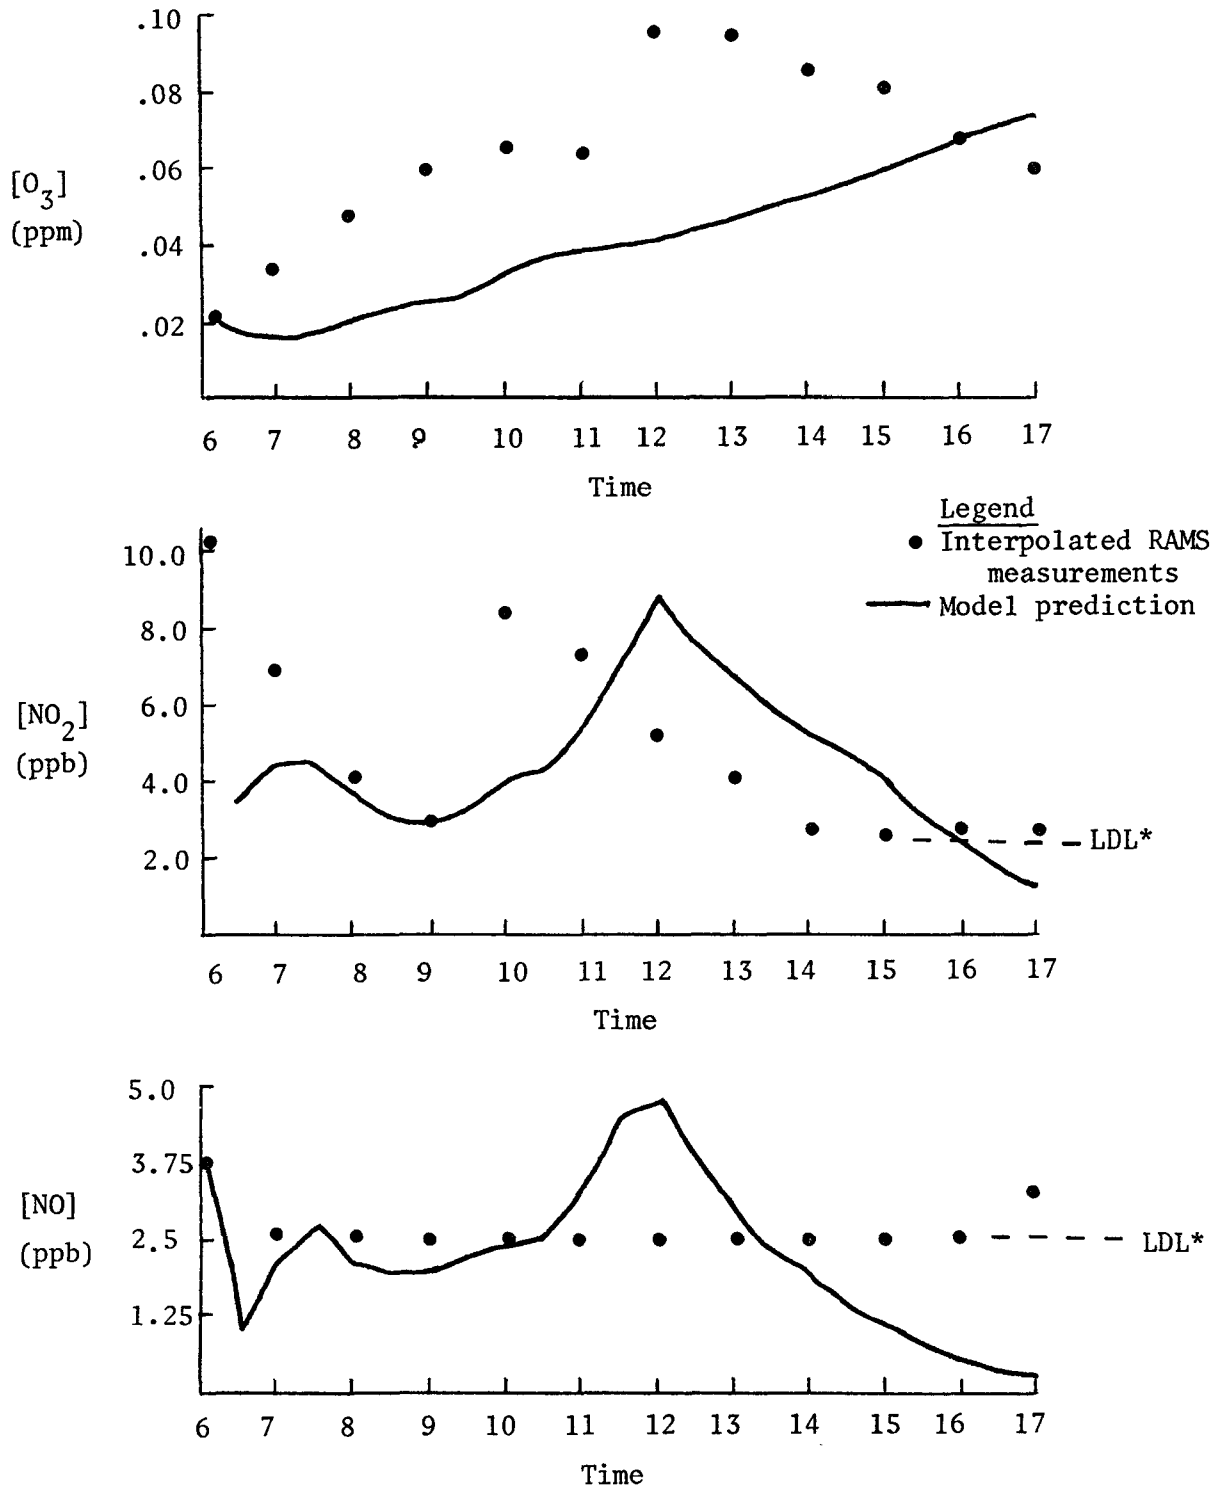 .10
.08
.06
.04
.02
[O3]
(ppm)
6 7 8 9 10 11 12 13 14 15 16 17
Time
Legend
Interpolated RAMS
measurements
Model prediction
10.0
8.0
6.0
4.0
2.0
[NO2]
(ppb)
LDL*
6 7 8 9 10 11 12 13 14 15 16 17
Time
5.0
3.75
2.5
1.25
[NO]
(ppb)
LDL*
6 7 8 9 10 11 12 13 14 15 16 17
Time